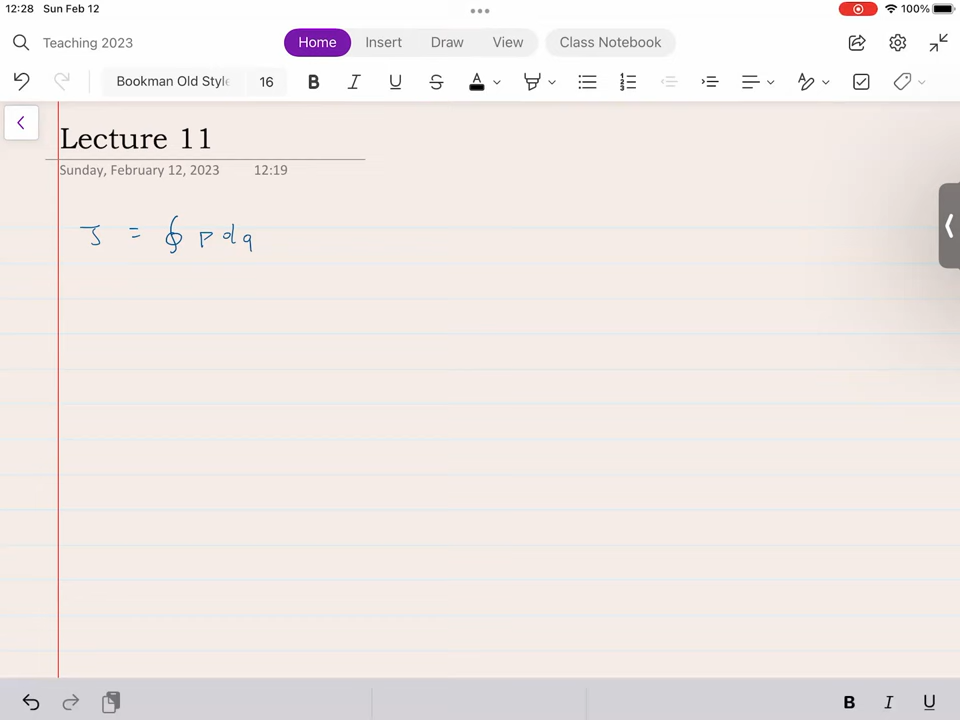 12:28 Sun Feb 12
100%
Teaching 2023
Home Insert Draw View Class Notebook
Bookman Old Style 16 B I U S A
Lecture 11
Sunday, February 12, 2023 12:19
J = ∮ p dq
B I U